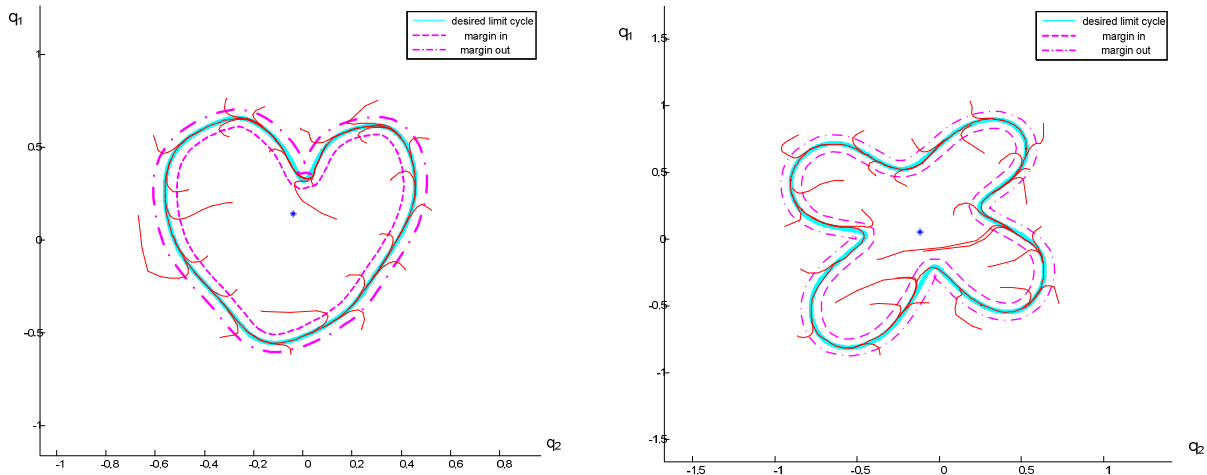 q1
desired limit cycle
margin in
margin out
1
0.5
0
-0.5
-1
q2
-1 -0.8 -0.6 -0.4 -0.2 0 0.2 0.4 0.6 0.8 1
q1
desired limit cycle
margin in
margin out
1.5
1
0.5
0
-0.5
-1
-1.5
q2
-1.5 -1 -0.5 0 0.5 1